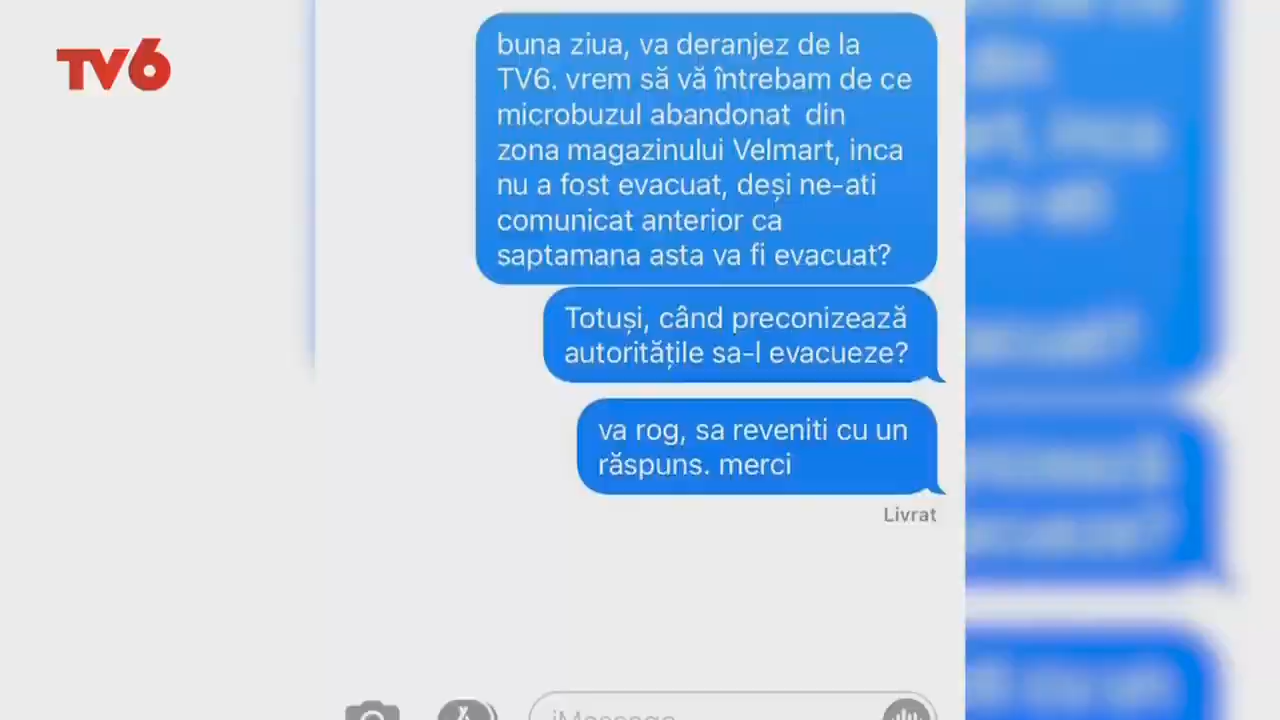 TV6
buna ziua, va deranjez de la
TV6. vrem să vă întrebam de ce
microbuzul abandonat din
zona magazinului Velmart, inca
nu a fost evacuat, deși ne-ati
comunicat anterior ca
saptamana asta va fi evacuat?
Totuși, când preconizează
autoritățile sa-l evacueze?
va rog, sa reveniti cu un
răspuns. merci
Livrat
iMessage